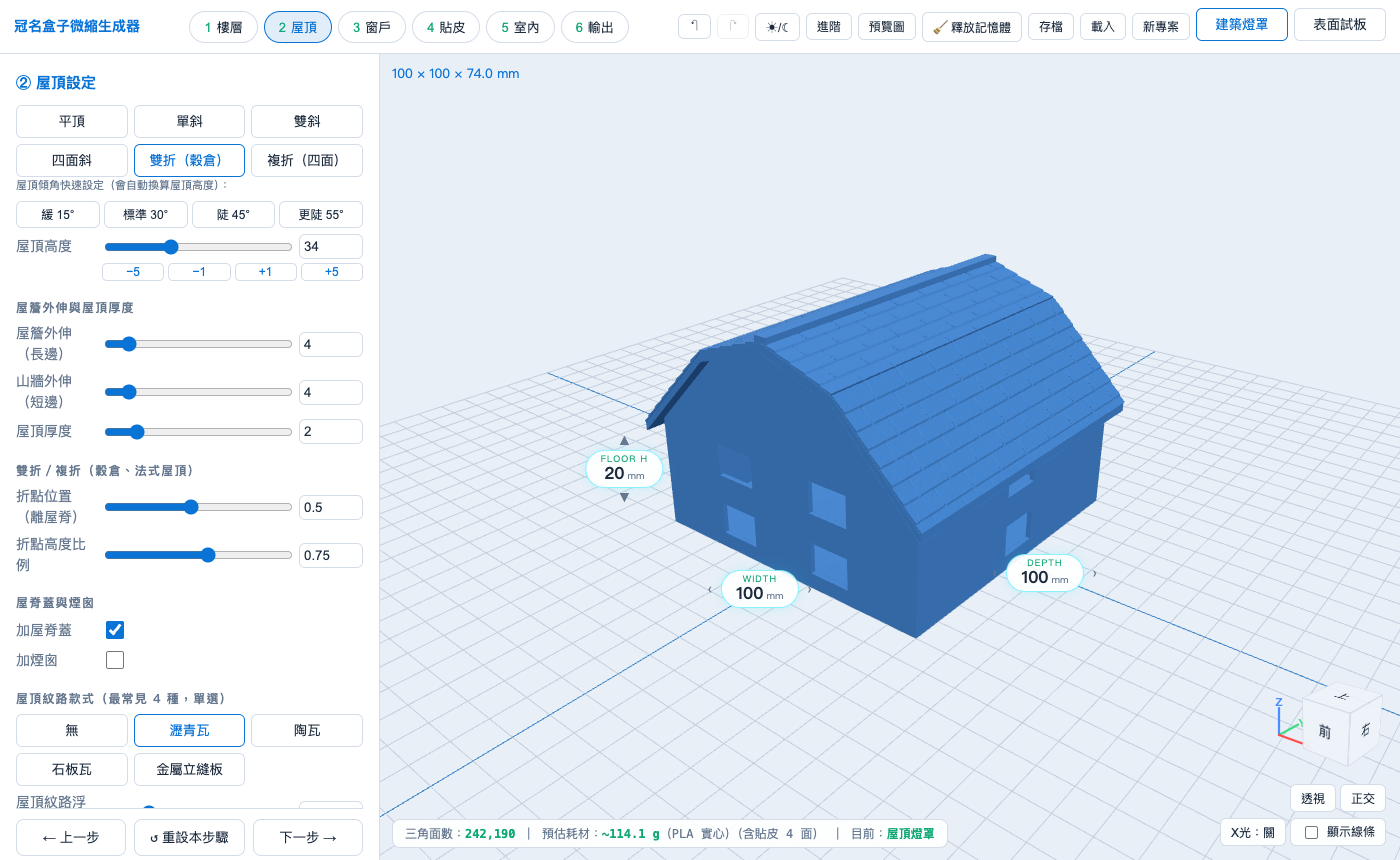 冠名盒子微縮生成器
1 樓層
2 屋頂
3 窗戶
4 貼皮
5 室內
6 輸出
↰
↱
☀/☾
進階
預覽圖
🧹 釋放記憶體
存檔
載入
新專案
建築燈罩
表面試板
② 屋頂設定
平頂
單斜
雙斜
四面斜
雙折（穀倉）
複折（四面）
屋頂傾角快速設定（會自動換算屋頂高度）：
緩 15°
標準 30°
陡 45°
更陡 55°
屋頂高度
34
−5
−1
+1
+5
屋簷外伸與屋頂厚度
屋簷外伸
（長邊）
4
山牆外伸
（短邊）
4
屋頂厚度
2
雙折 / 複折（穀倉、法式屋頂）
折點位置
（離屋脊）
0.5
折點高度比
例
0.75
屋脊蓋與煙囪
加屋脊蓋
加煙囪
屋頂紋路款式（最常見 4 種，單選）
無
瀝青瓦
陶瓦
石板瓦
金屬立縫板
屋頂紋路浮
← 上一步
↺ 重設本步驟
下一步 →
100 × 100 × 74.0 mm
FLOOR H
20 mm
WIDTH
100 mm
DEPTH
100 mm
Z
前
右
透視
正交
X光：關
顯示線條
三角面數：242,190 | 預估耗材：~114.1 g (PLA 實心)（含貼皮 4 面） | 目前：屋頂燈罩